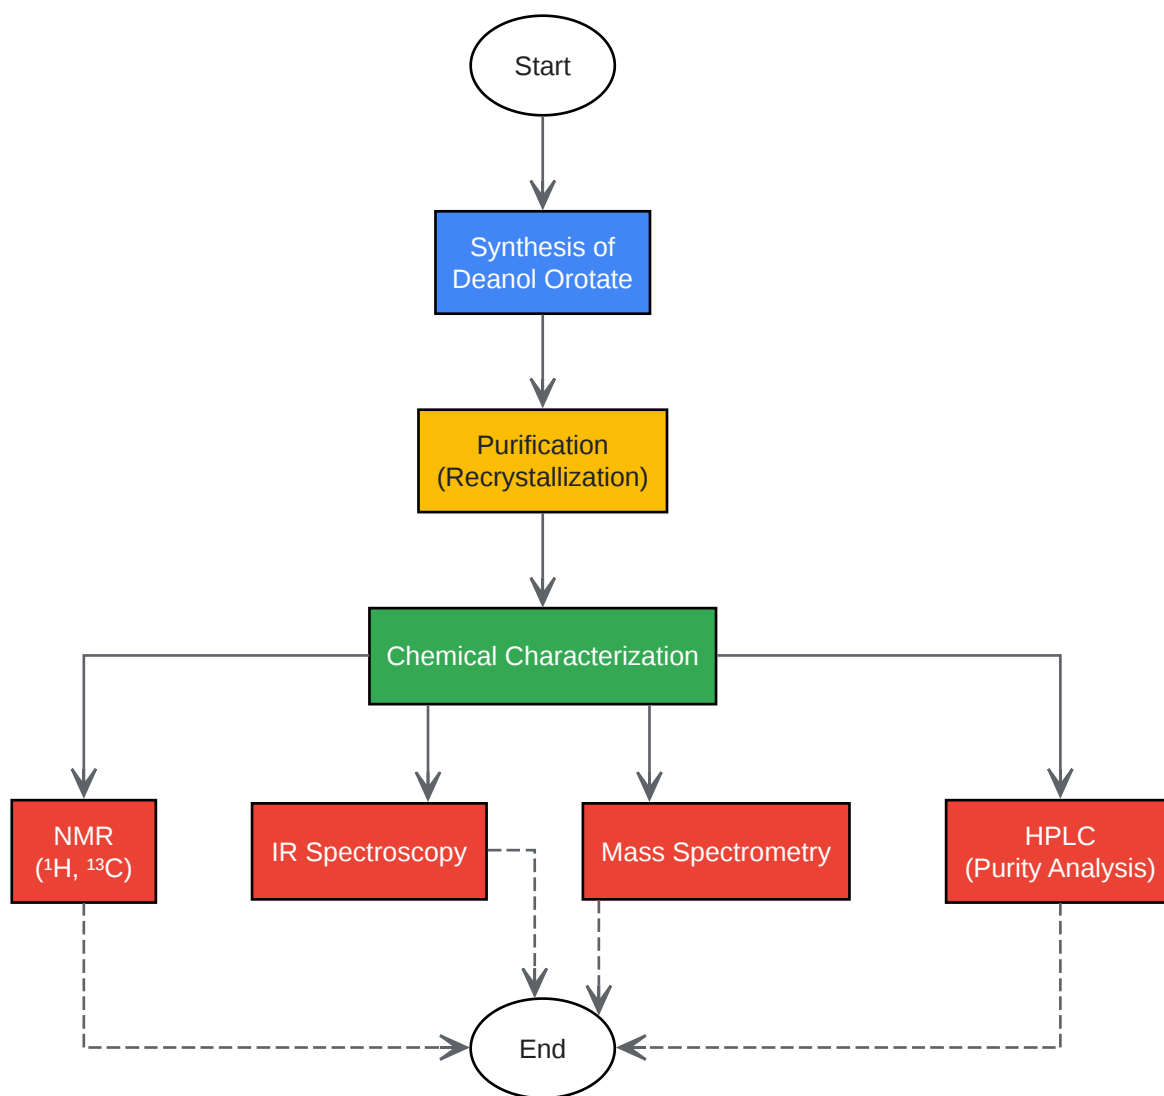 Start
Synthesis of
Deanol Orotate
Purification
(Recrystallization)
Chemical Characterization
NMR
(¹H, ¹³C)
IR Spectroscopy
Mass Spectrometry
HPLC
(Purity Analysis)
End